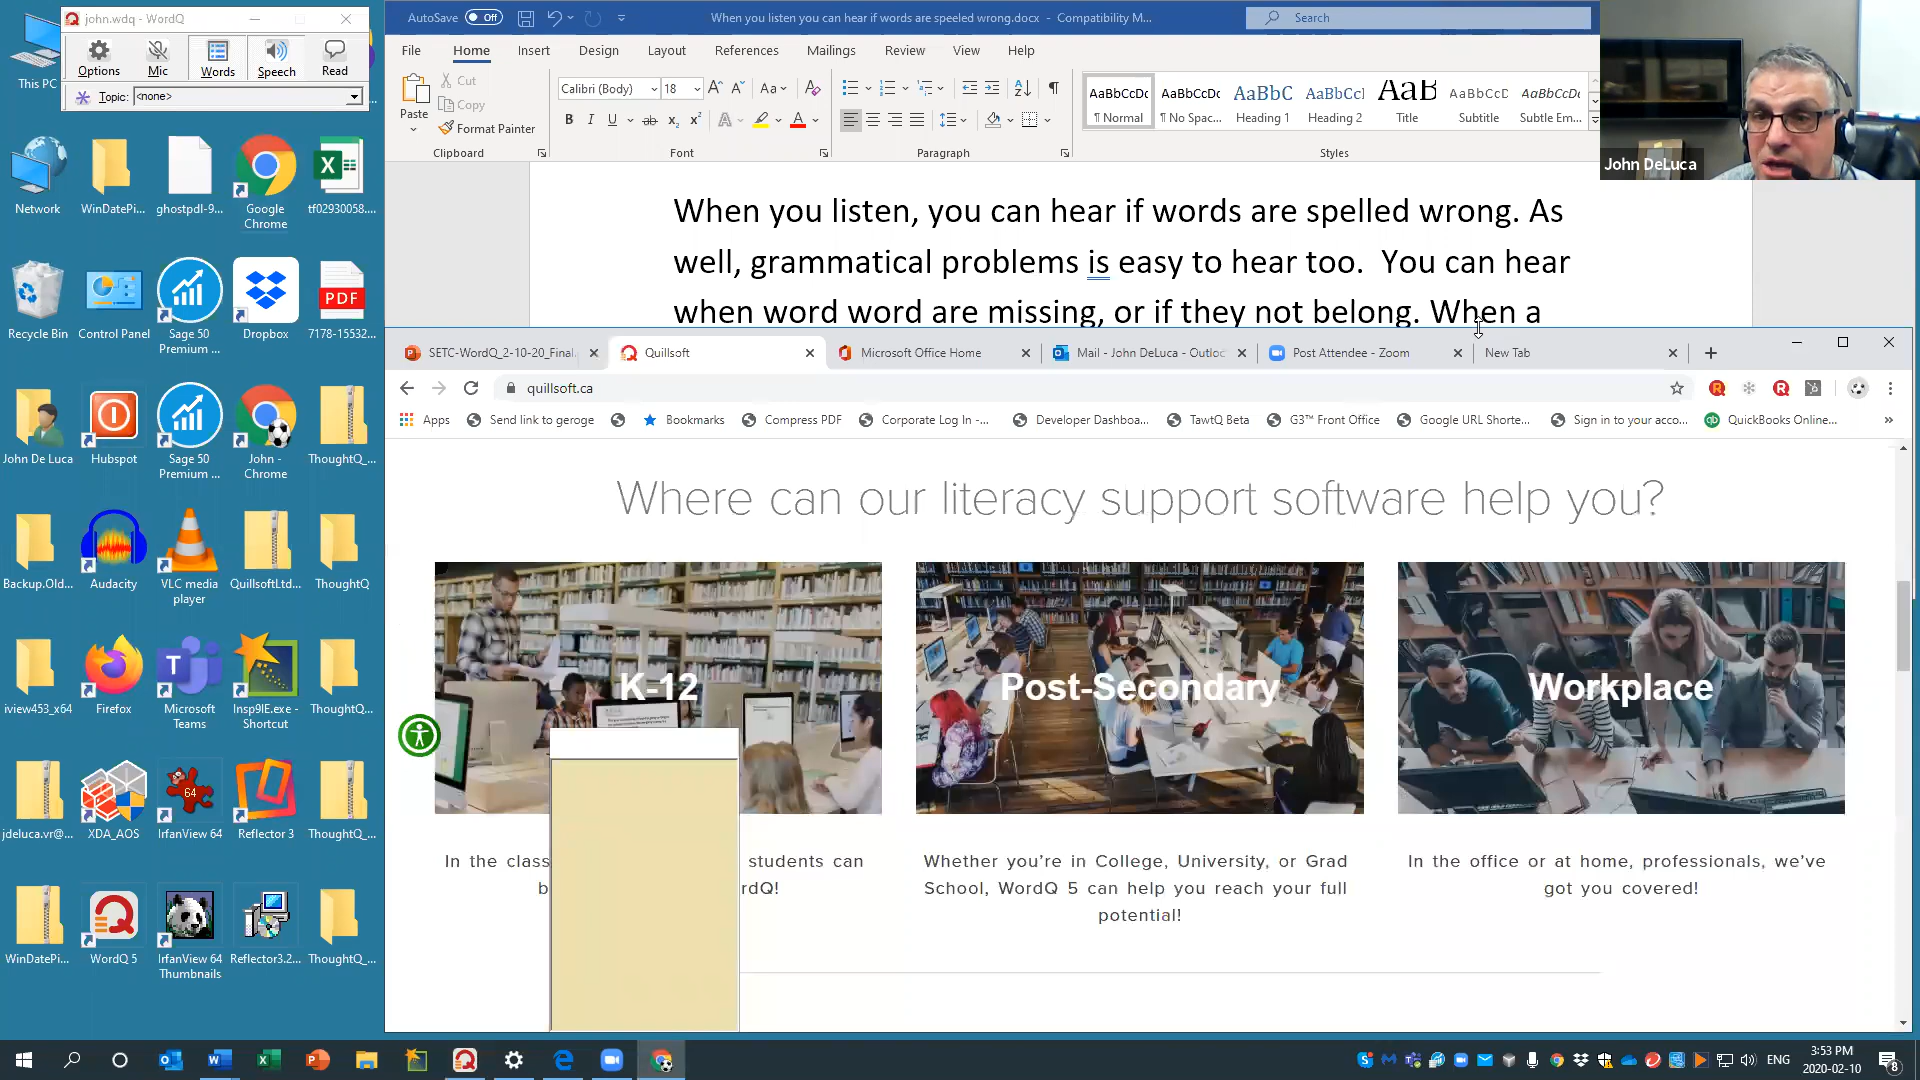 john.wdq - WordQ
Options
Mic
Words
Speech
Read
Topic:
<none>
AutoSave
Off
When you listen you can hear if words are speeled wrong.docx - Compatibility M...
Search
File
Home
Insert
Design
Layout
References
Mailings
Review
View
Help
Paste
Cut
Copy
Format Painter
Clipboard
Calibri (Body)
18
Font
Paragraph
AaBbCcDc
¶ Normal
AaBbCcDc
¶ No Spac...
AaBbC
Heading 1
AaBbCcI
Heading 2
AaB
Title
AaBbCcD
Subtitle
AaBbCcDc
Subtle Em...
Styles
John DeLuca
When you listen, you can hear if words are spelled wrong. As
well, grammatical problems is easy to hear too. You can hear
when word word are missing, or if they not belong. When a
SETC-WordQ_2-10-20_Final.
Quillsoft
Microsoft Office Home
Mail - John DeLuca - Outloo
Post Attendee - Zoom
New Tab
quillsoft.ca
Apps
Send link to geroge
Bookmarks
Compress PDF
Corporate Log In -...
Developer Dashboa...
TawtQ Beta
G3™ Front Office
Google URL Shorte...
Sign in to your acco...
QuickBooks Online...
Where can our literacy support software help you?
K-12
Post-Secondary
Workplace
In the class
students can
b
rdQ!
Whether you're in College, University, or Grad
School, WordQ 5 can help you reach your full
potential!
In the office or at home, professionals, we've
got you covered!
This PC
Network
WinDatePi...
ghostpdl-9...
Google
Chrome
tf02930058....
Recycle Bin
Control Panel
Sage 50
Premium ...
Dropbox
PDF
7178-15532...
John De Luca
Hubspot
Sage 50
Premium ...
John -
Chrome
ThoughtQ_...
Backup.Old...
Audacity
VLC media
player
QuillsoftLtd...
ThoughtQ
iview453_x64
Firefox
Microsoft
Teams
Insp9IE.exe -
Shortcut
ThoughtQ_...
jdeluca.vr@...
XDA_AOS
64
IrfanView 64
Reflector 3
ThoughtQ_...
WinDatePi...
WordQ 5
IrfanView 64
Thumbnails
Reflector3.2...
ThoughtQ_...
ENG
3:53 PM
2020-02-10
8